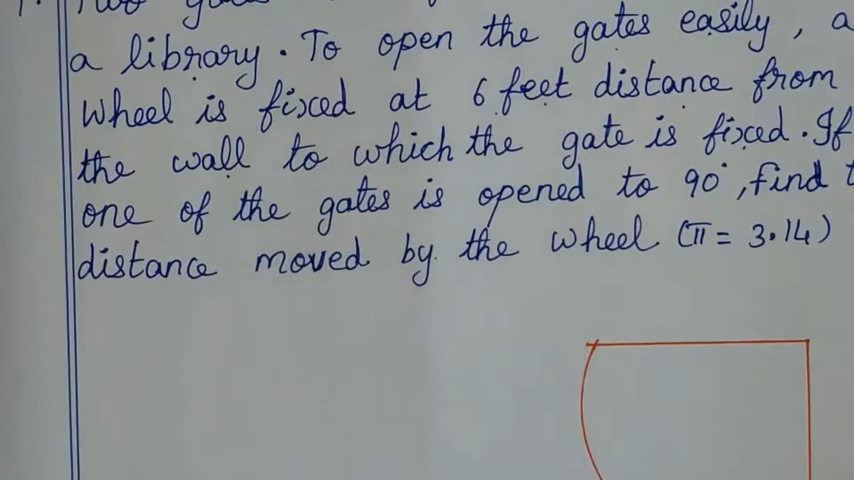 1. Two
a library. To open the gates easily, a
wheel is fixed at 6 feet distance from
the wall to which the gate is fixed. If
one of the gates is opened to 90°, find
distance moved by the wheel (π = 3.14)